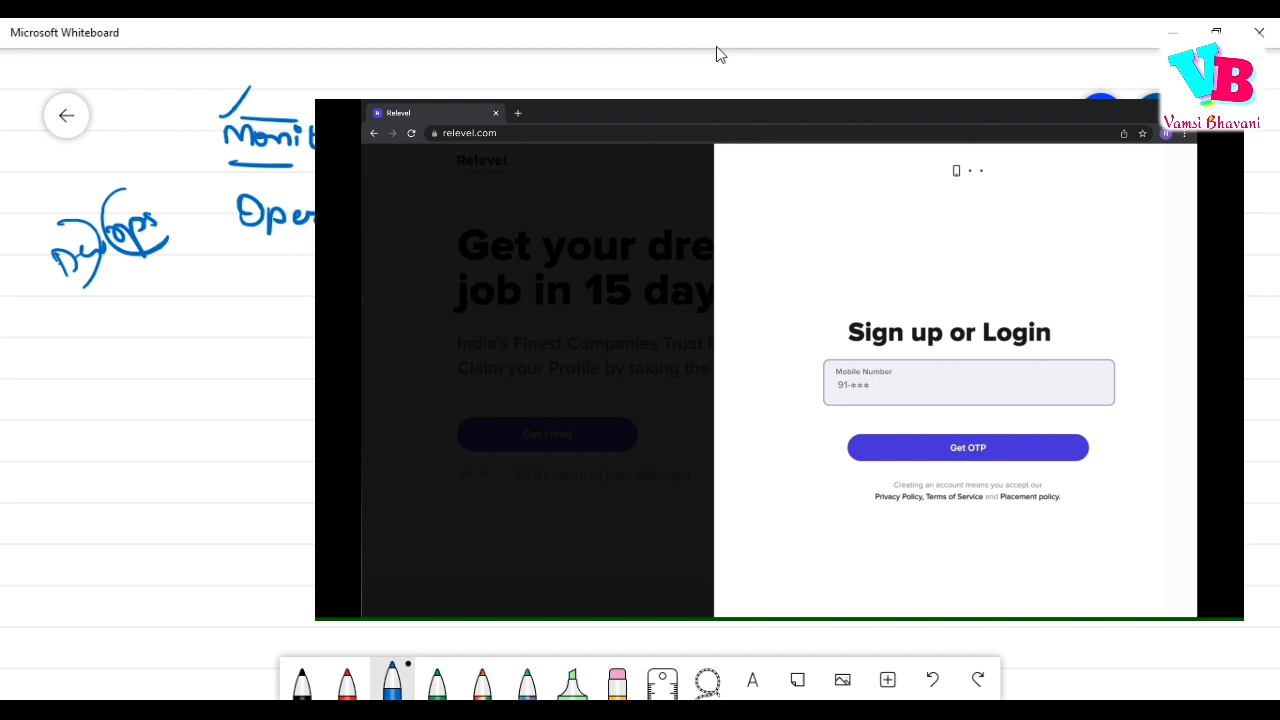 Microsoft Whiteboard
VB
Vamsi Bhavani
Monit
Oper
DevOps
Relevel
relevel.com
N
Relevel
Get your dre
job in 15 day
India's Finest Companies Trust
Claim your Profile by taking the
Get Hired
2CR+ worth of jobs delivered
Sign up or Login
Mobile Number
91-***
Get OTP
Creating an account means you accept our
Privacy Policy, Terms of Service and Placement policy.